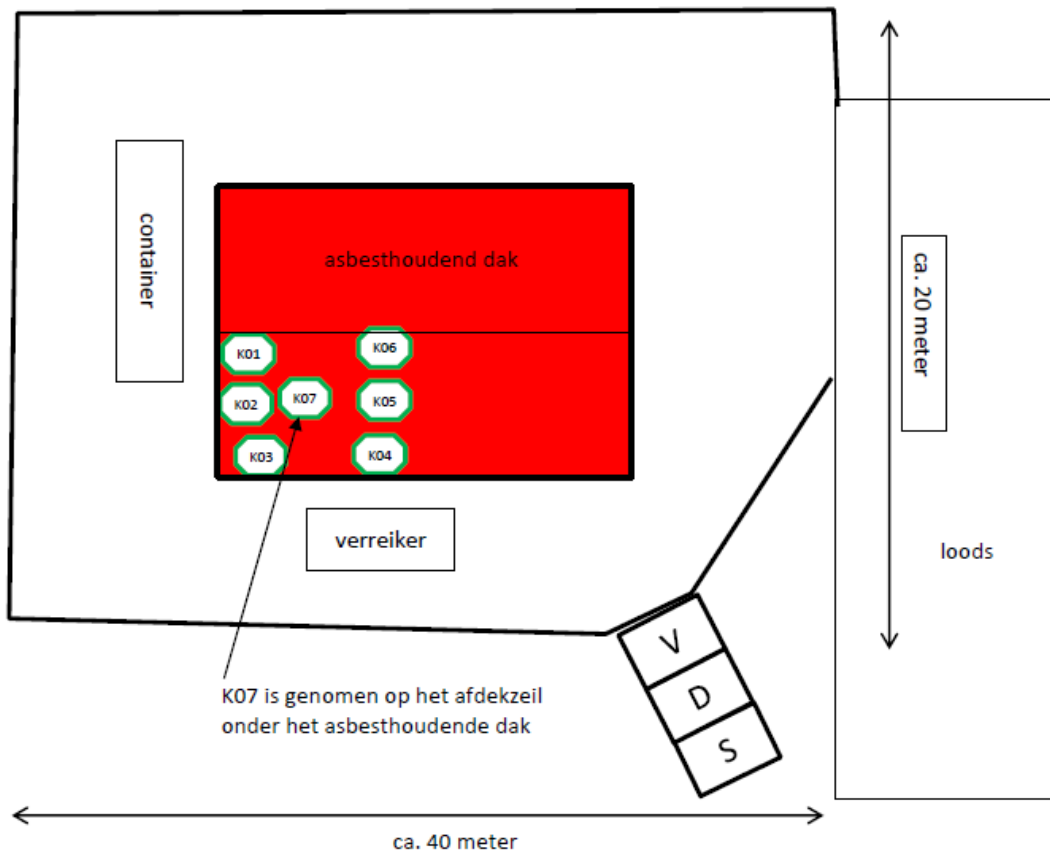 container
asbesthoudend dak
K01
K06
K02
K07
K05
K03
K04
verreiker
ca. 20 meter
loods
V
D
S
K07 is genomen op het afdekzeil
onder het asbesthoudende dak
ca. 40 meter